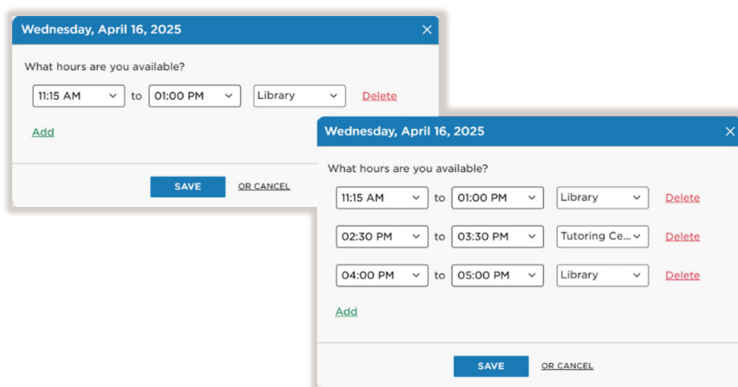 Wednesday, April 16, 2025
What hours are you available?
11:15 AM to 01:00 PM Library Delete
Add
SAVE OR CANCEL
Wednesday, April 16, 2025
What hours are you available?
11:15 AM to 01:00 PM Library Delete
02:30 PM to 03:30 PM Tutoring Ce... Delete
04:00 PM to 05:00 PM Library Delete
Add
SAVE OR CANCEL